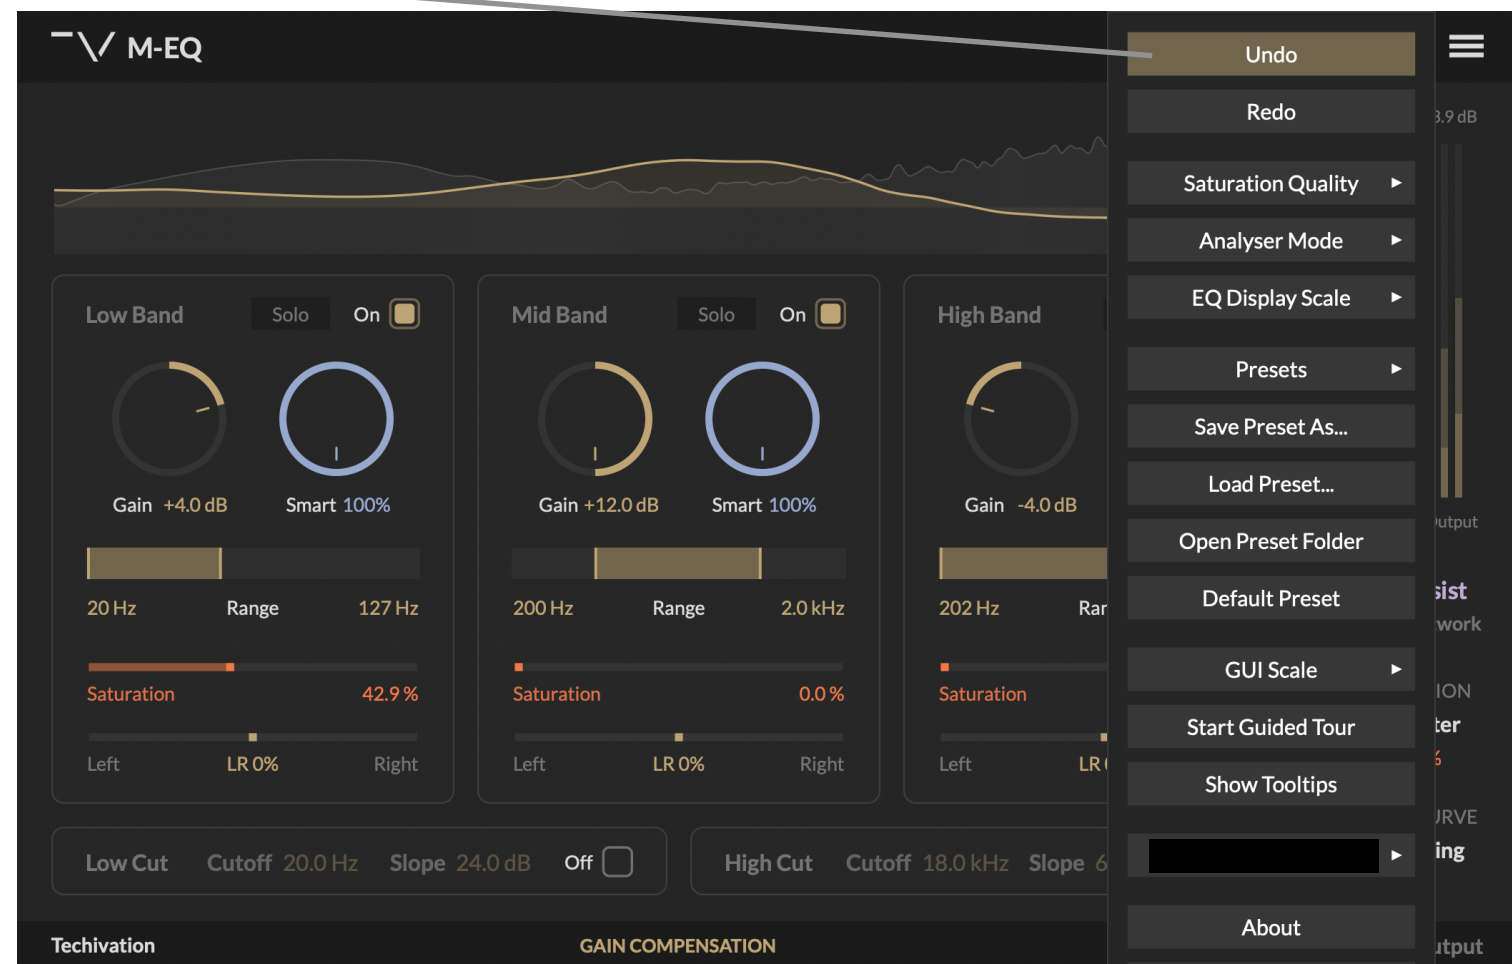 M-EQ
Undo
Redo
3.9 dB
Saturation Quality
Analyser Mode
EQ Display Scale
Low Band Solo On
Mid Band Solo On
High Band
Presets
Save Preset As...
Load Preset...
Gain +4.0 dB Smart 100%
Gain +12.0 dB Smart 100%
Gain -4.0 dB
Open Preset Folder
Default Preset
20 Hz Range 127 Hz
200 Hz Range 2.0 kHz
202 Hz
GUI Scale
Saturation 42.9 %
Saturation 0.0 %
Saturation
Start Guided Tour
Left LR 0% Right
Left LR 0% Right
Left LR
Show Tooltips
Low Cut Cutoff 20.0 Hz Slope 24.0 dB Off
High Cut Cutoff 18.0 kHz Slope 6
About
Techivation
GAIN COMPENSATION